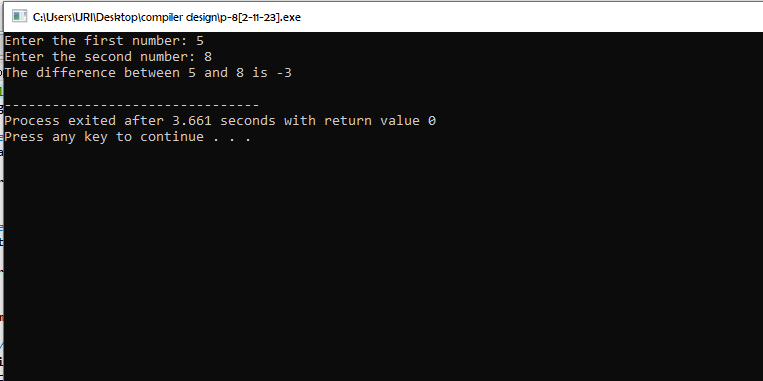 C:\Users\URI\Desktop\compiler design\p-8[2-11-23].exe
Enter the first number: 5
Enter the second number: 8
The difference between 5 and 8 is -3
--------------------------------
Process exited after 3.661 seconds with return value 0
Press any key to continue . . .